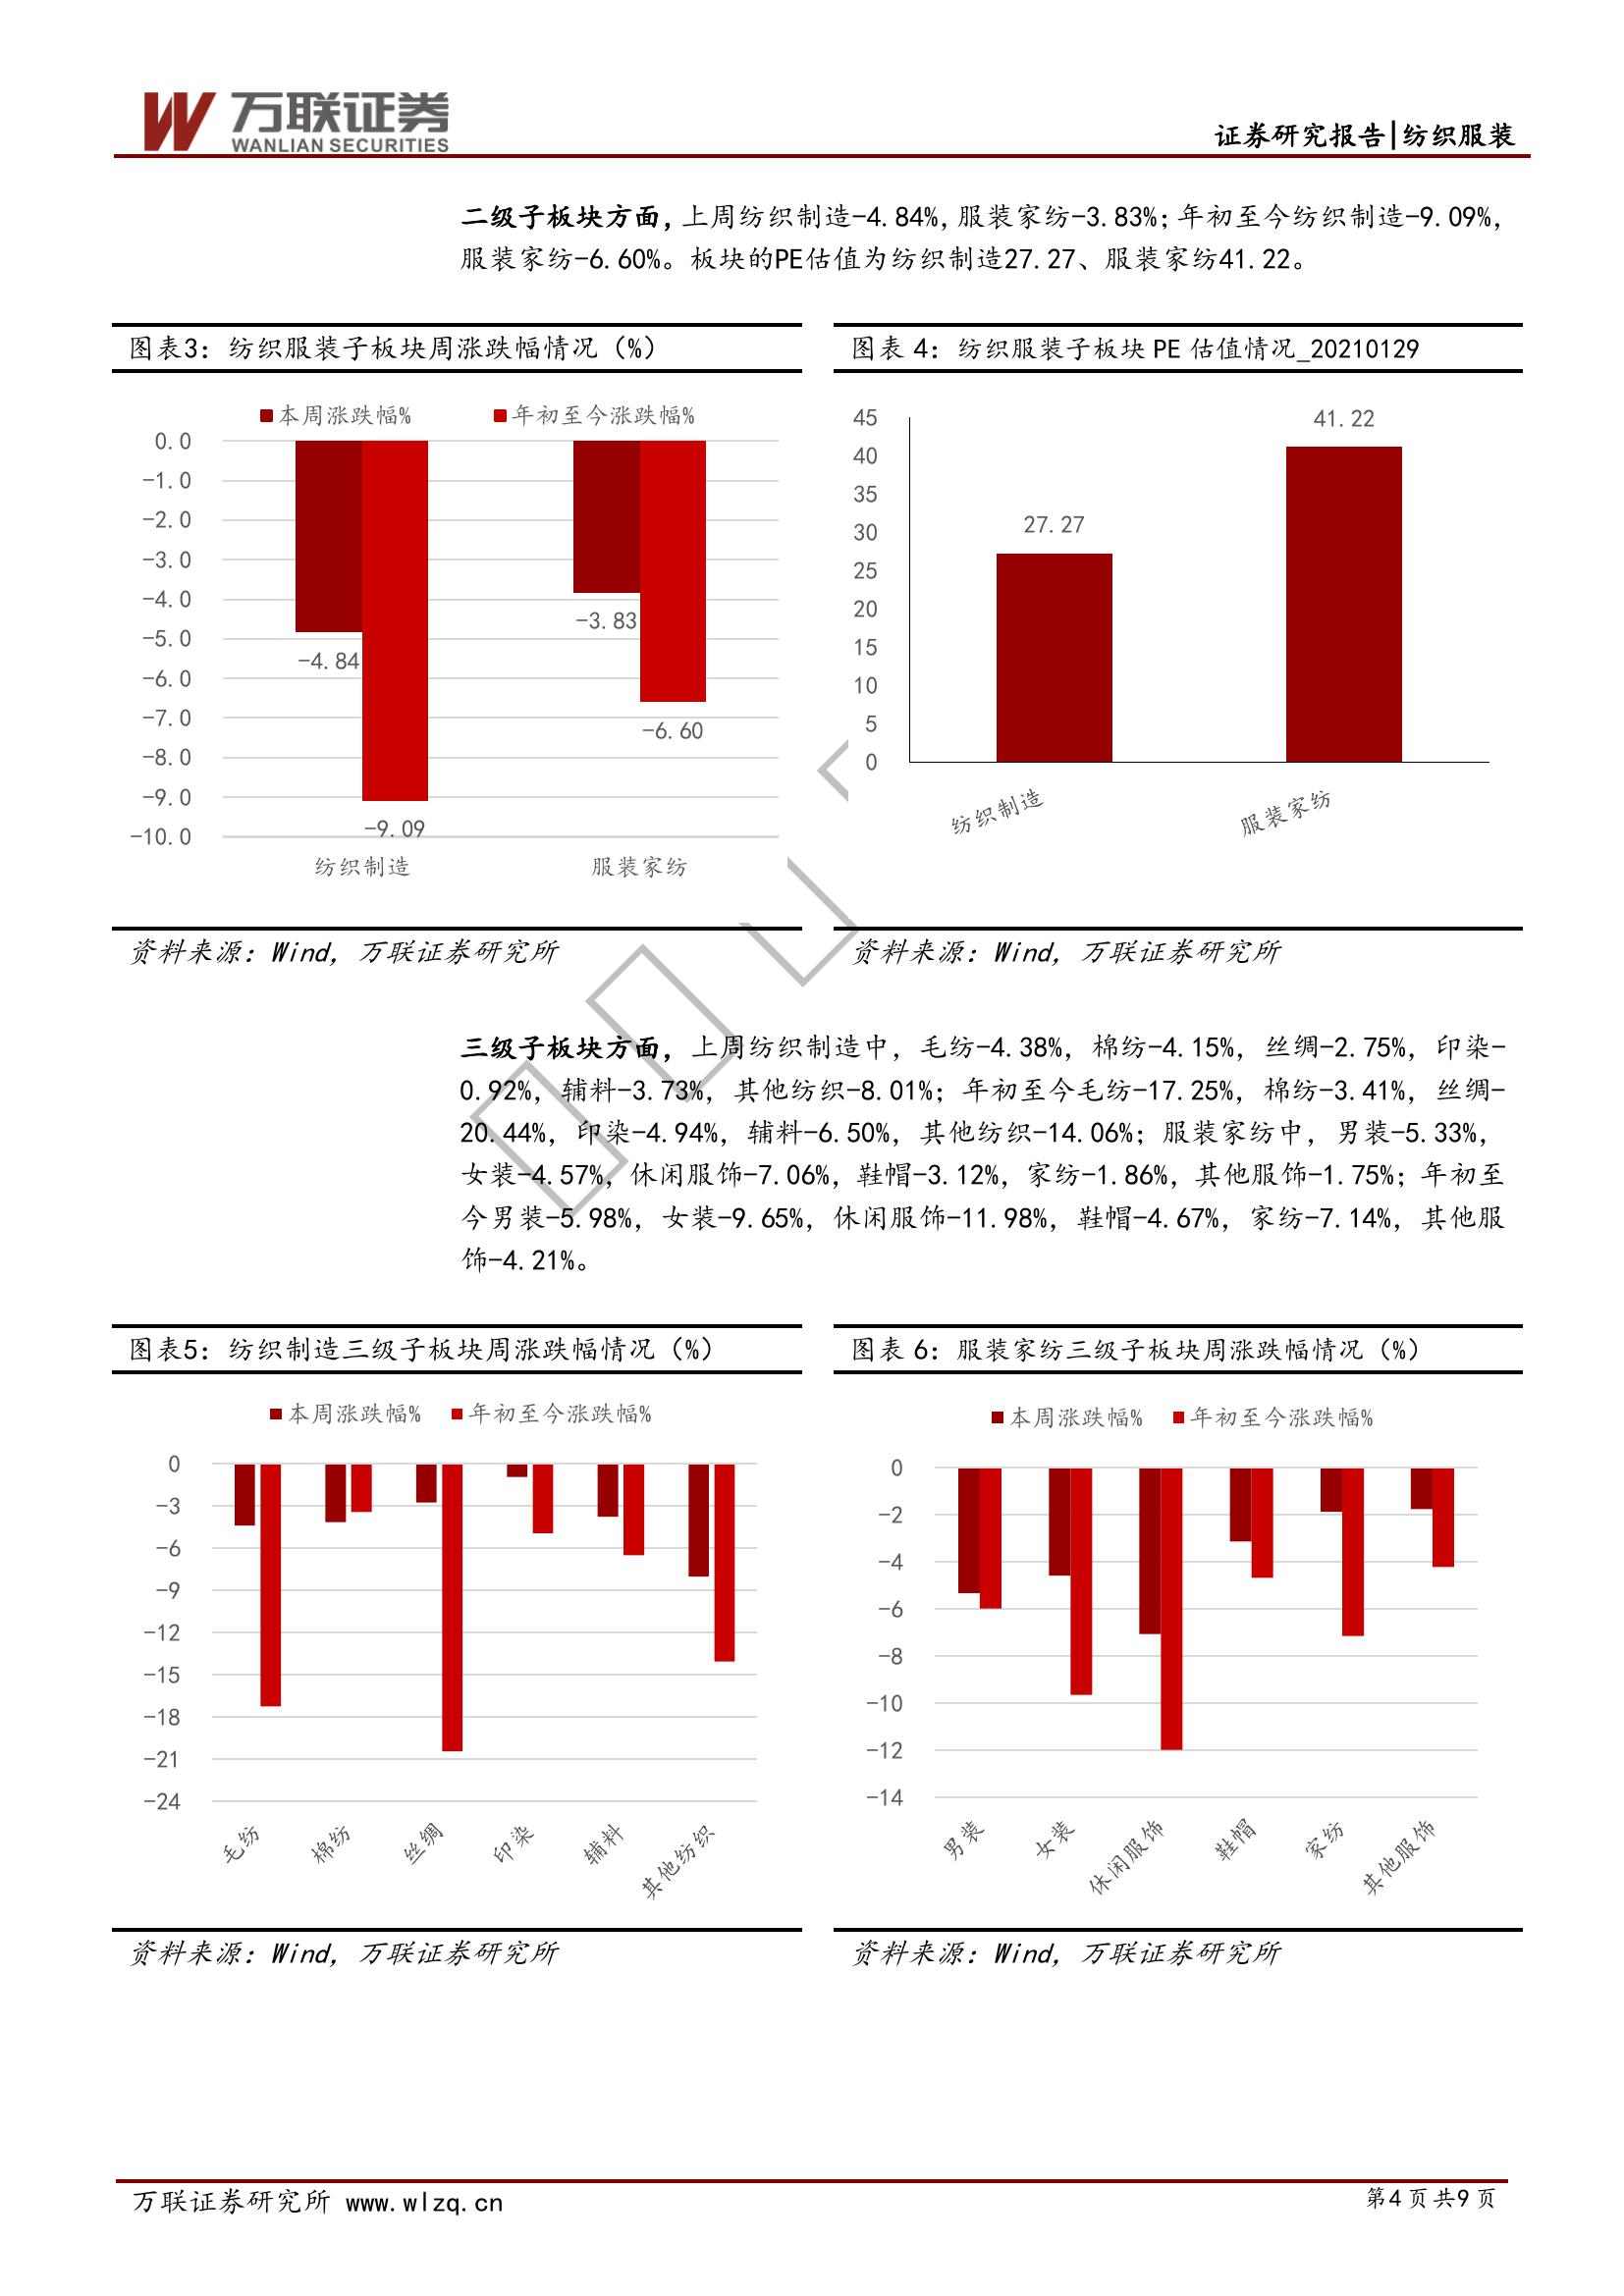 万联证券
WANLIAN SECURITIES
证券研究报告|纺织服装
二级子板块方面，上周纺织制造-4.84%，服装家纺-3.83%；年初至今纺织制造-9.09%，
服装家纺-6.60%。板块的PE估值为纺织制造27.27、服装家纺41.22。
图表3：纺织服装子板块周涨跌幅情况（%）
本周涨跌幅% 年初至今涨跌幅%
0.0
-1.0
-2.0
-3.0
-4.0
-5.0
-6.0
-7.0
-8.0
-9.0
-10.0
-4.84
-9.09
-3.83
-6.60
纺织制造 服装家纺
资料来源：Wind，万联证券研究所
图表 4：纺织服装子板块 PE 估值情况_20210129
45
40
35
30
25
20
15
10
5
0
27.27
41.22
纺织制造 服装家纺
资料来源：Wind，万联证券研究所
三级子板块方面，上周纺织制造中，毛纺-4.38%，棉纺-4.15%，丝绸-2.75%，印染-
0.92%，辅料-3.73%，其他纺织-8.01%；年初至今毛纺-17.25%，棉纺-3.41%，丝绸-
20.44%，印染-4.94%，辅料-6.50%，其他纺织-14.06%；服装家纺中，男装-5.33%，
女装-4.57%，休闲服饰-7.06%，鞋帽-3.12%，家纺-1.86%，其他服饰-1.75%；年初至
今男装-5.98%，女装-9.65%，休闲服饰-11.98%，鞋帽-4.67%，家纺-7.14%，其他服
饰-4.21%。
图表5：纺织制造三级子板块周涨跌幅情况（%）
本周涨跌幅% 年初至今涨跌幅%
0
-3
-6
-9
-12
-15
-18
-21
-24
毛纺 棉纺 丝绸 印染 辅料 其他纺织
资料来源：Wind，万联证券研究所
图表 6：服装家纺三级子板块周涨跌幅情况（%）
本周涨跌幅% 年初至今涨跌幅%
0
-2
-4
-6
-8
-10
-12
-14
男装 女装 休闲服饰 鞋帽 家纺 其他服饰
资料来源：Wind，万联证券研究所
万联证券研究所 www.wlzq.cn
第4页共9页